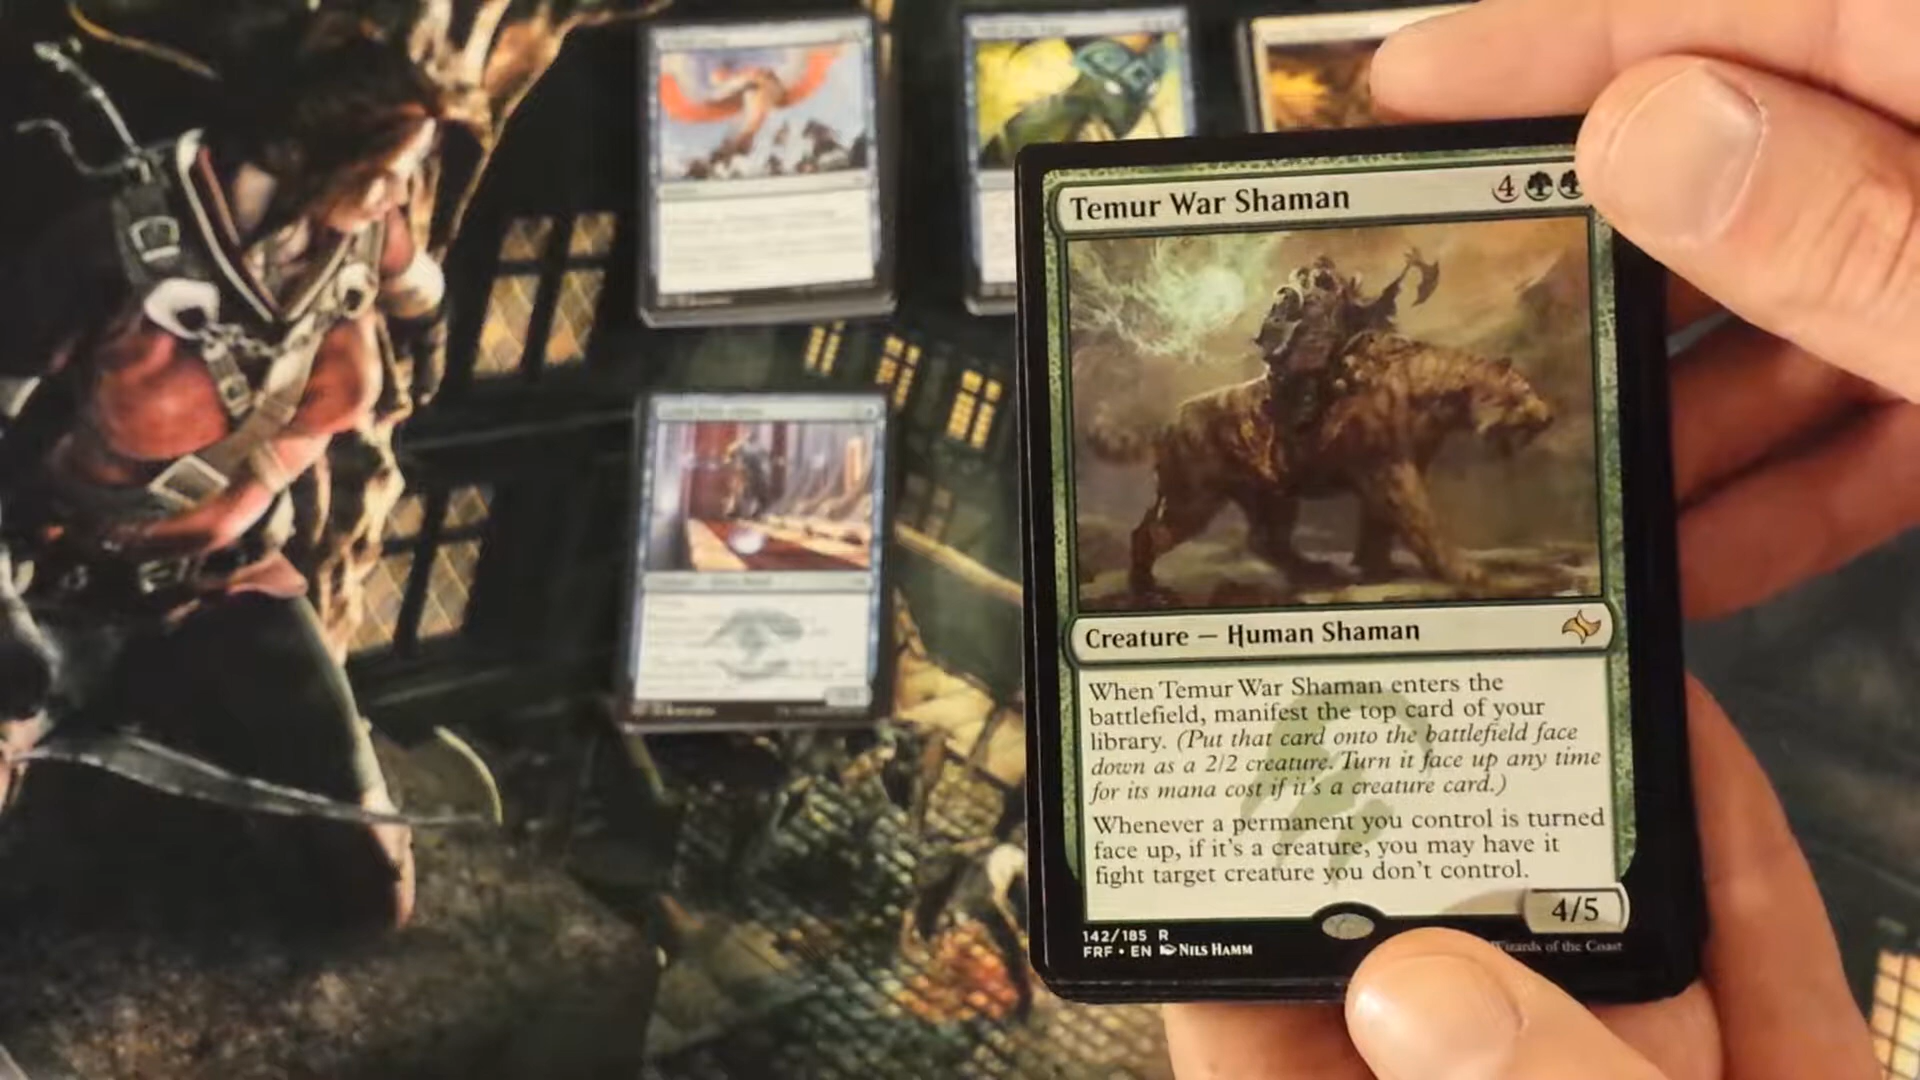 Temur War Shaman
4
Creature — Human Shaman
When Temur War Shaman enters the
battlefield, manifest the top card of your
library. (Put that card onto the battlefield face
down as a 2/2 creature. Turn it face up any time
for its mana cost if it's a creature card.)
Whenever a permanent you control is turned
face up, if it's a creature, you may have it
fight target creature you don't control.
4/5
142/185 R
FRF • EN NILS HAMM
Wizards of the Coast